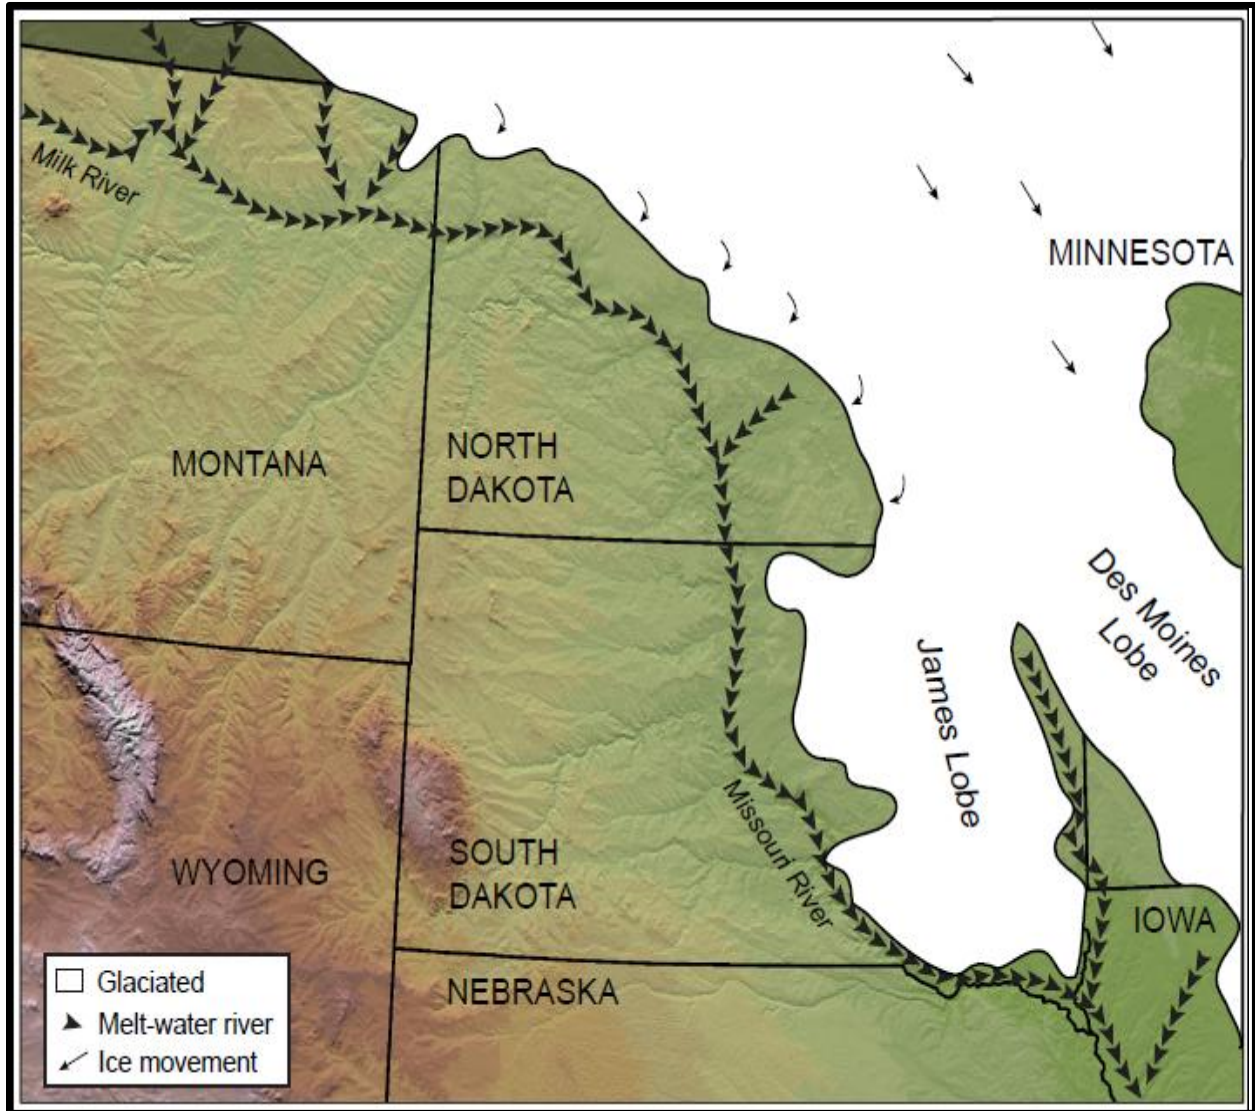 Milk River
MINNESOTA
MONTANA
NORTH
DAKOTA
Des Moines
Lobe
James Lobe
Missouri River
WYOMING
SOUTH
DAKOTA
IOWA
NEBRASKA
Glaciated
Melt-water river
Ice movement